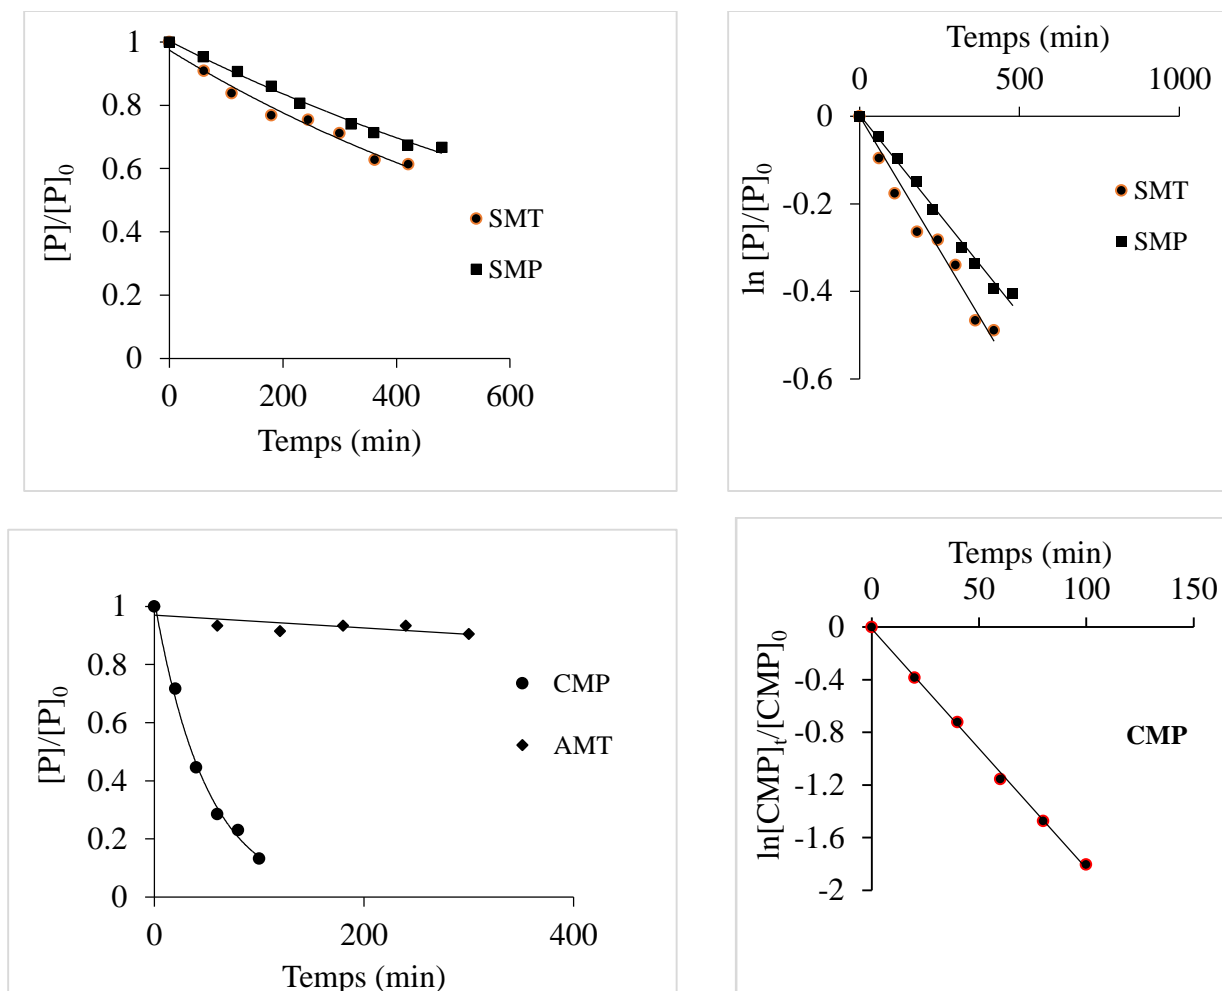 1
0.8
0.6
0.4
0.2
0
[P]/[P]0
0 200 400 600
Temps (min)
SMT
SMP
Temps (min)
0 500 1000
0
-0.2
-0.4
-0.6
ln [P]/[P]0
SMT
SMP
1
0.8
0.6
0.4
0.2
0
[P]/[P]0
0 200 400
Temps (min)
CMP
AMT
Temps (min)
0 50 100 150
0
-0.4
-0.8
-1.2
-1.6
-2
ln[CMP]t/[CMP]0
CMP